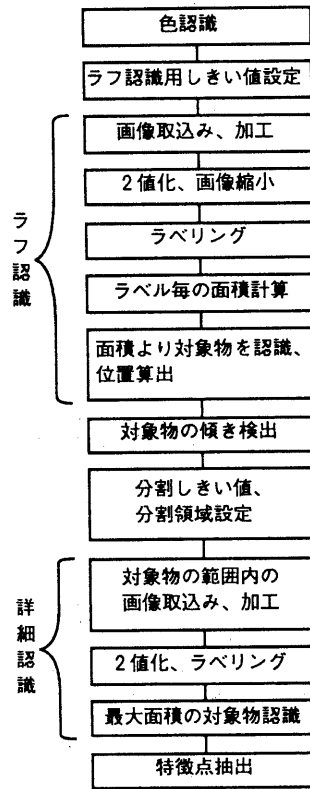 色認識
ラフ認識用しきい値設定
画像取込み、加工
2値化、画像縮小
ラベリング
ラベル毎の面積計算
面積より対象物を認識、
位置算出
ラフ認識
対象物の傾き検出
分割しきい値、
分割領域設定
対象物の範囲内の
画像取込み、加工
2値化、ラベリング
最大面積の対象物認識
詳細認識
特徴点抽出